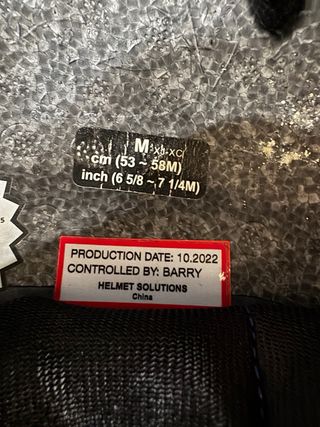 M
cm (53 ~ 58M)
inch (6 5/8 ~ 7 1/4M)
5
PRODUCTION DATE: 10.2022
CONTROLLED BY: BARRY
HELMET SOLUTIONS
China